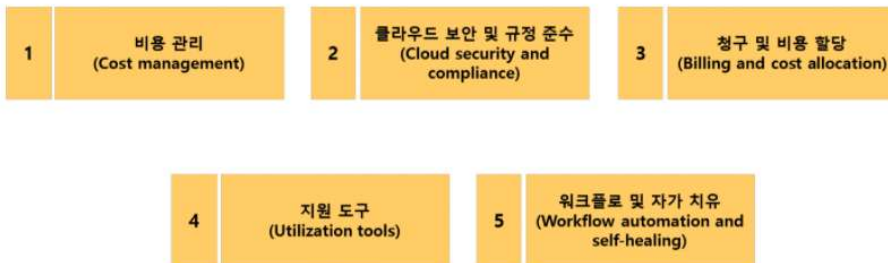 1
비용 관리
(Cost management)
2
클라우드 보안 및 규정 준수
(Cloud security and
compliance)
3
청구 및 비용 할당
(Billing and cost allocation)
4
지원 도구
(Utilization tools)
5
워크플로 및 자가 치유
(Workflow automation and
self-healing)